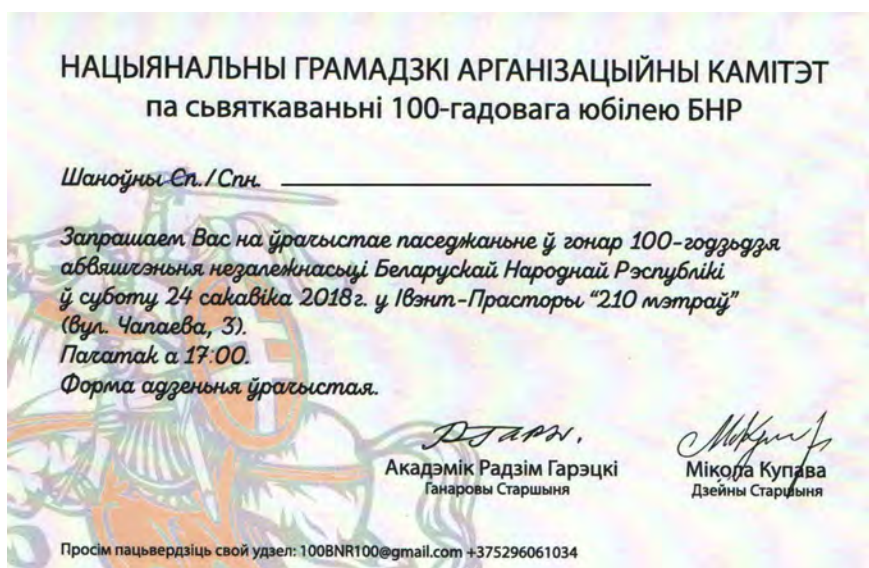 НАЦЫЯНАЛЬНЫ ГРАМАДЗКІ АРГАНІЗАЦЫЙНЫ КАМІТЭТ
па сьвяткаваньні 100-гадовага юбілею БНР
Шаноўны Сп./Спн.
Запрашаем Вас на ўрачыстае паседжаньне ў гонар 100-годзьдзя
абвяшчэньня незалежнасьці Беларускай Народнай Рэспублікі
ў суботу 24 сакавіка 2018г. у Івэнт-Прасторы “210 мэтраў”
(вул. Чапаева, 3).
Пачатак а 17:00.
Форма адзеньня ўрачыстая.
Акадэмік Радзім Гарэцкі
Ганаровы Старшыня
Мікола Купава
Дзейны Старшыня
Просім пацьвердзіць свой удзел: 100BNR100@gmail.com +375296061034